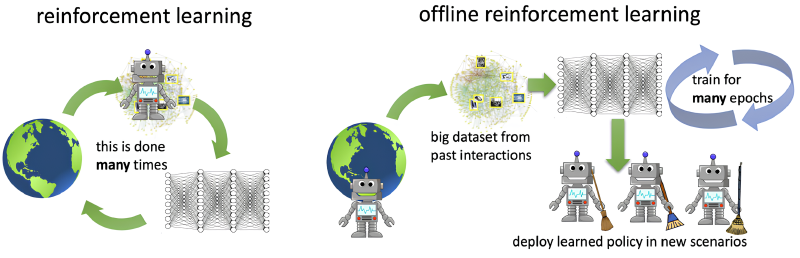 reinforcement learning
this is done
many times
offline reinforcement learning
big dataset from
past interactions
train for
many epochs
deploy learned policy in new scenarios